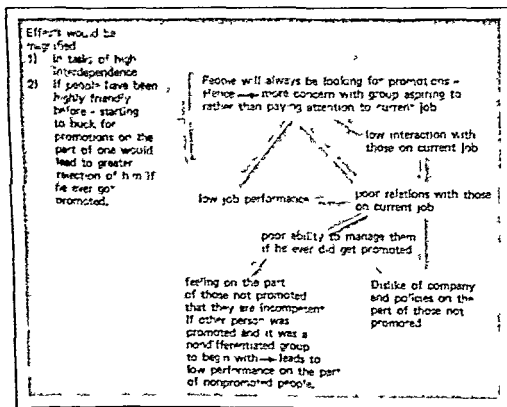 Effects would be
magnified
1) In tasks of high
interdependence
2) If people have been
highly friendly
before - starting
to buck for
promotions on the
part of one would
lead to greater
rejection of him if
he ever got
promoted.
People will always be looking for promotions -
Hence → more concern with group aspiring to
rather than paying attention to current job
low interaction with
those on current job
low job performance
poor relations with those
on current job
poor ability to manage them
if he ever did get promoted
feeling on the part
of those not promoted
that they are incompetent
if other person was
promoted and it was a
nondifferentiated group
to begin with → leads to
low performance on the part
of nonpromoted people.
Dislike of company
and policies on the
part of those not
promoted